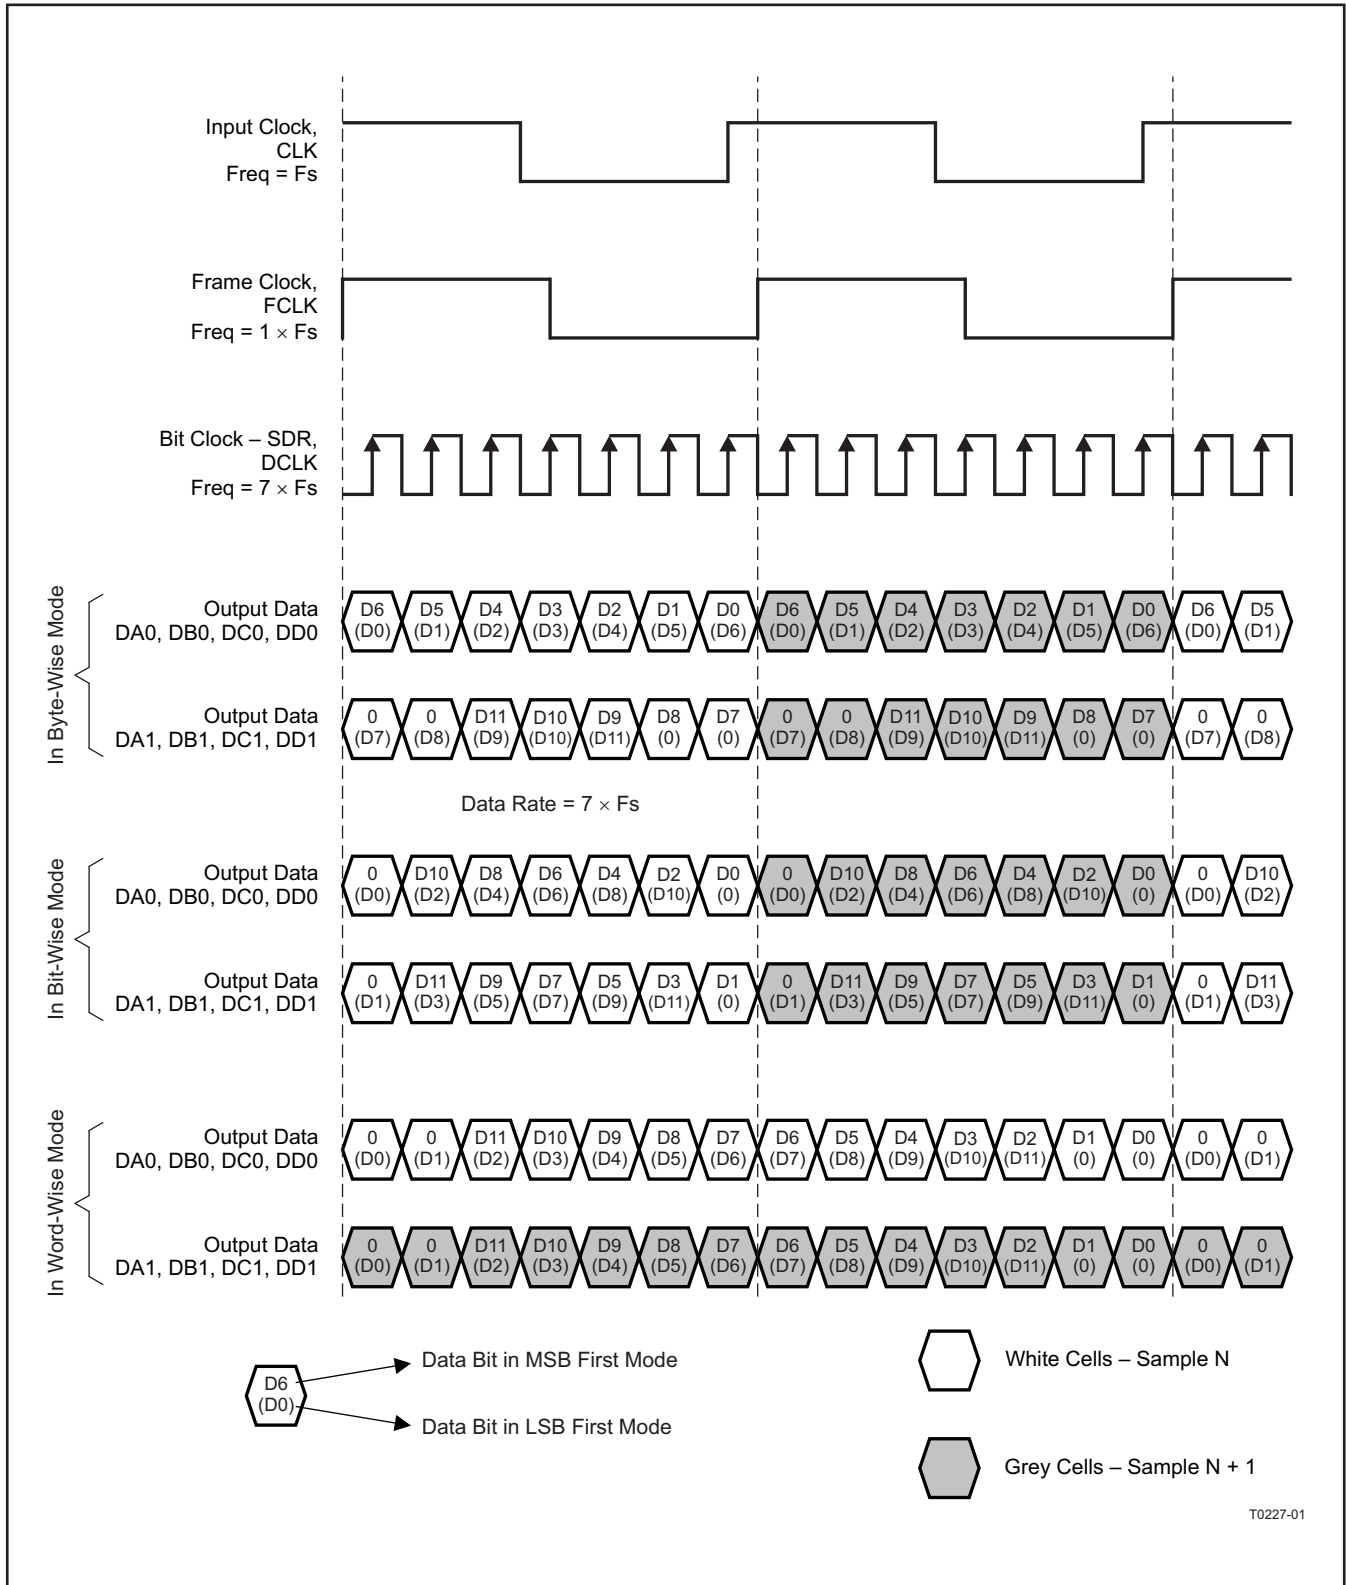 Input Clock,
CLK
Freq = Fs
Frame Clock,
FCLK
Freq = 1 × Fs
Bit Clock – SDR,
DCLK
Freq = 7 × Fs
In Byte-Wise Mode
Output Data
DA0, DB0, DC0, DD0
D6 D5 D4 D3 D2 D1 D0 D6 D5 D4 D3 D2 D1 D0 D6 D5
(D0) (D1) (D2) (D3) (D4) (D5) (D6) (D0) (D1) (D2) (D3) (D4) (D5) (D6) (D0) (D1)
Output Data
DA1, DB1, DC1, DD1
0 0 D11 D10 D9 D8 D7 0 0 D11 D10 D9 D8 D7 0 0
(D7) (D8) (D9) (D10) (D11) (0) (0) (D7) (D8) (D9) (D10) (D11) (0) (0) (D7) (D8)
Data Rate = 7 × Fs
In Bit-Wise Mode
Output Data
DA0, DB0, DC0, DD0
0 D10 D8 D6 D4 D2 D0 0 D10 D8 D6 D4 D2 D0 0 D10
(D0) (D2) (D4) (D6) (D8) (D10) (0) (D0) (D2) (D4) (D6) (D8) (D10) (0) (D0) (D2)
Output Data
DA1, DB1, DC1, DD1
0 D11 D9 D7 D5 D3 D1 0 D11 D9 D7 D5 D3 D1 0 D11
(D1) (D3) (D5) (D7) (D9) (D11) (0) (D1) (D3) (D5) (D7) (D9) (D11) (0) (D1) (D3)
In Word-Wise Mode
Output Data
DA0, DB0, DC0, DD0
0 0 D11 D10 D9 D8 D7 D6 D5 D4 D3 D2 D1 D0 0 0
(D0) (D1) (D2) (D3) (D4) (D5) (D6) (D7) (D8) (D9) (D10) (D11) (0) (0) (D0) (D1)
Output Data
DA1, DB1, DC1, DD1
0 0 D11 D10 D9 D8 D7 D6 D5 D4 D3 D2 D1 D0 0 0
(D0) (D1) (D2) (D3) (D4) (D5) (D6) (D7) (D8) (D9) (D10) (D11) (0) (0) (D0) (D1)
D6
(D0)
Data Bit in MSB First Mode
Data Bit in LSB First Mode
White Cells – Sample N
Grey Cells – Sample N + 1
T0227-01